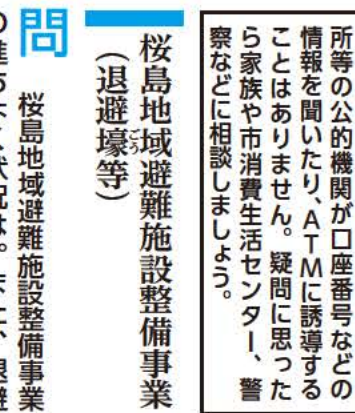 所等の公的機関が口座番号などの
情報を聞いたり、ATMに誘導する
ことはありません。疑問に思った
ら家族や市消費生活センター、警
察などに相談しましょう。
桜島地域避難施設整備事業
(退避壕等)
ごう
問
桜島地域避難施設整備事業